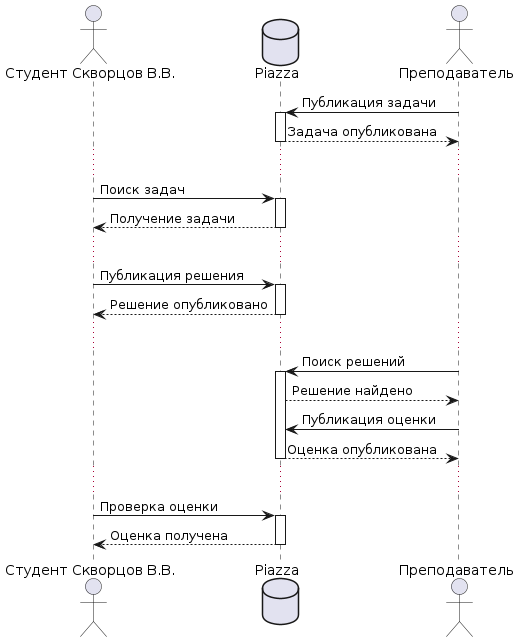 Студент Скворцов В.В. Piazza Преподаватель
Публикация задачи
Задача опубликована
Поиск задач
Получение задачи
Публикация решения
Решение опубликовано
Поиск решений
Решение найдено
Публикация оценки
Оценка опубликована
Проверка оценки
Оценка получена
Студент Скворцов В.В. Piazza Преподаватель